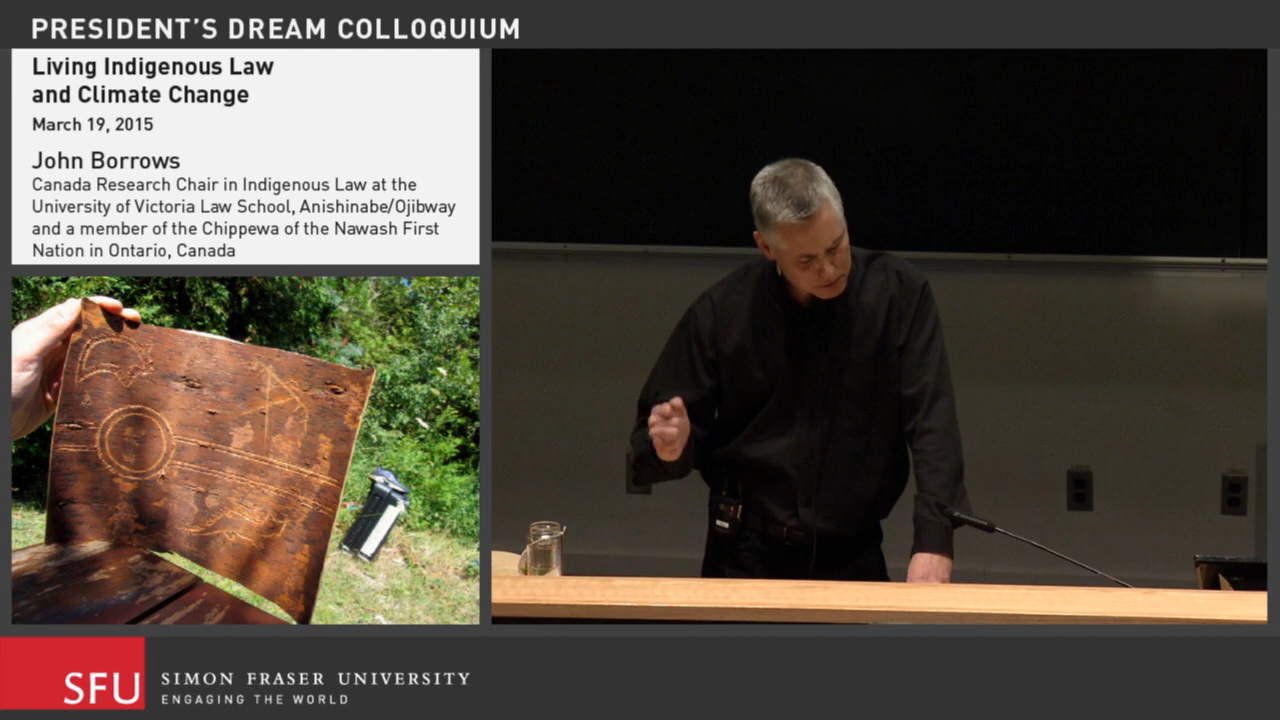 PRESIDENT'S DREAM COLLOQUIUM
Living Indigenous Law
and Climate Change
March 19, 2015
John Borrows
Canada Research Chair in Indigenous Law at the
University of Victoria Law School, Anishinabe/Ojibway
and a member of the Chippewa of the Nawash First
Nation in Ontario, Canada
SFU
SIMON FRASER UNIVERSITY
ENGAGING THE WORLD